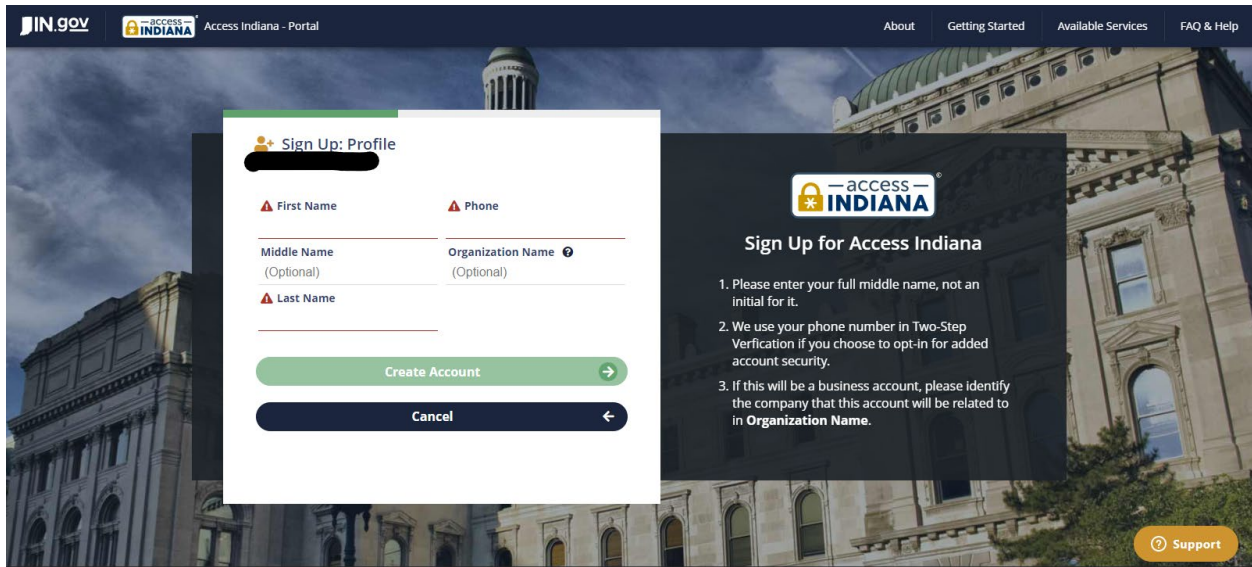 IN.gov
access
INDIANA
Access Indiana - Portal
About
Getting Started
Available Services
FAQ & Help
Sign Up: Profile
First Name
Phone
Middle Name
Organization Name
(Optional)
(Optional)
Last Name
Create Account
Cancel
access
INDIANA
Sign Up for Access Indiana
1. Please enter your full middle name, not an
initial for it.
2. We use your phone number in Two-Step
Verfication if you choose to opt-in for added
account security.
3. If this will be a business account, please identify
the company that this account will be related to
in Organization Name.
Support